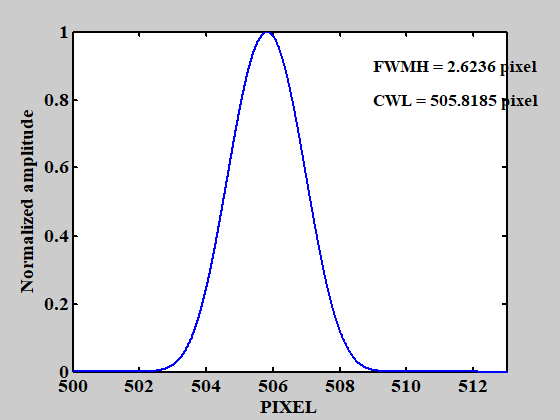 1
0.8
0.6
0.4
0.2
0
Normalized amplitude
FWMH = 2.6236 pixel
CWL = 505.8185 pixel
500 502 504 506 508 510 512
PIXEL